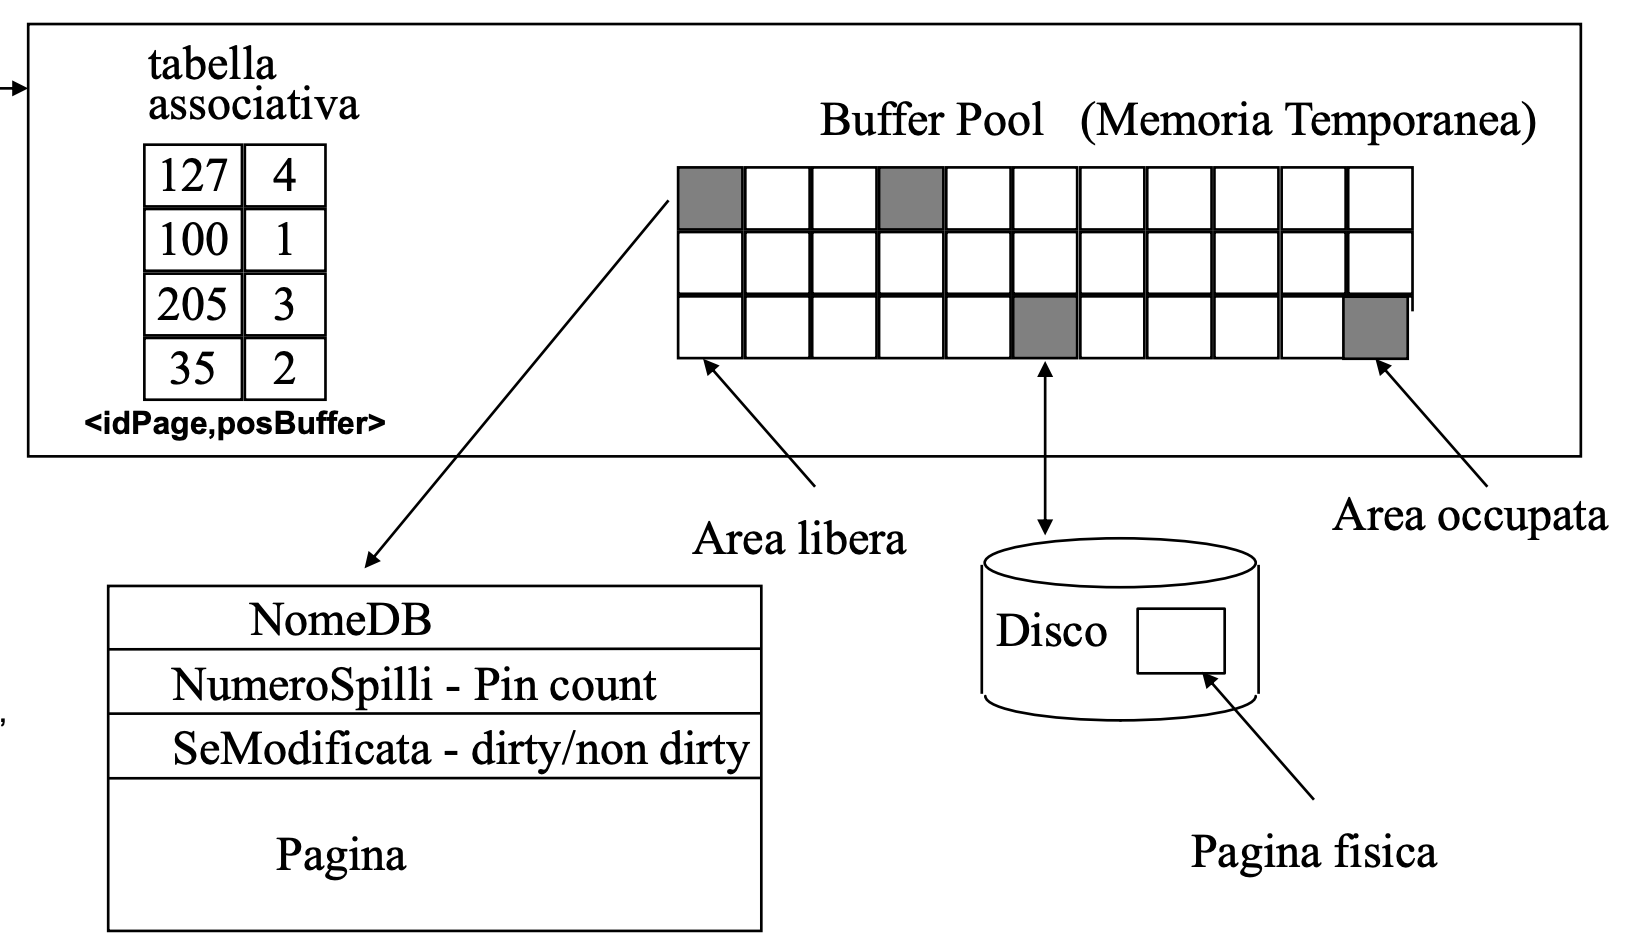 tabella
associativa
Buffer Pool (Memoria Temporanea)
127 4
100 1
205 3
35 2
<idPage,posBuffer>
Area libera
Area occupata
NomeDB
NumeroSpilli - Pin count
SeModificata - dirty/non dirty
Pagina
Disco
Pagina fisica
,